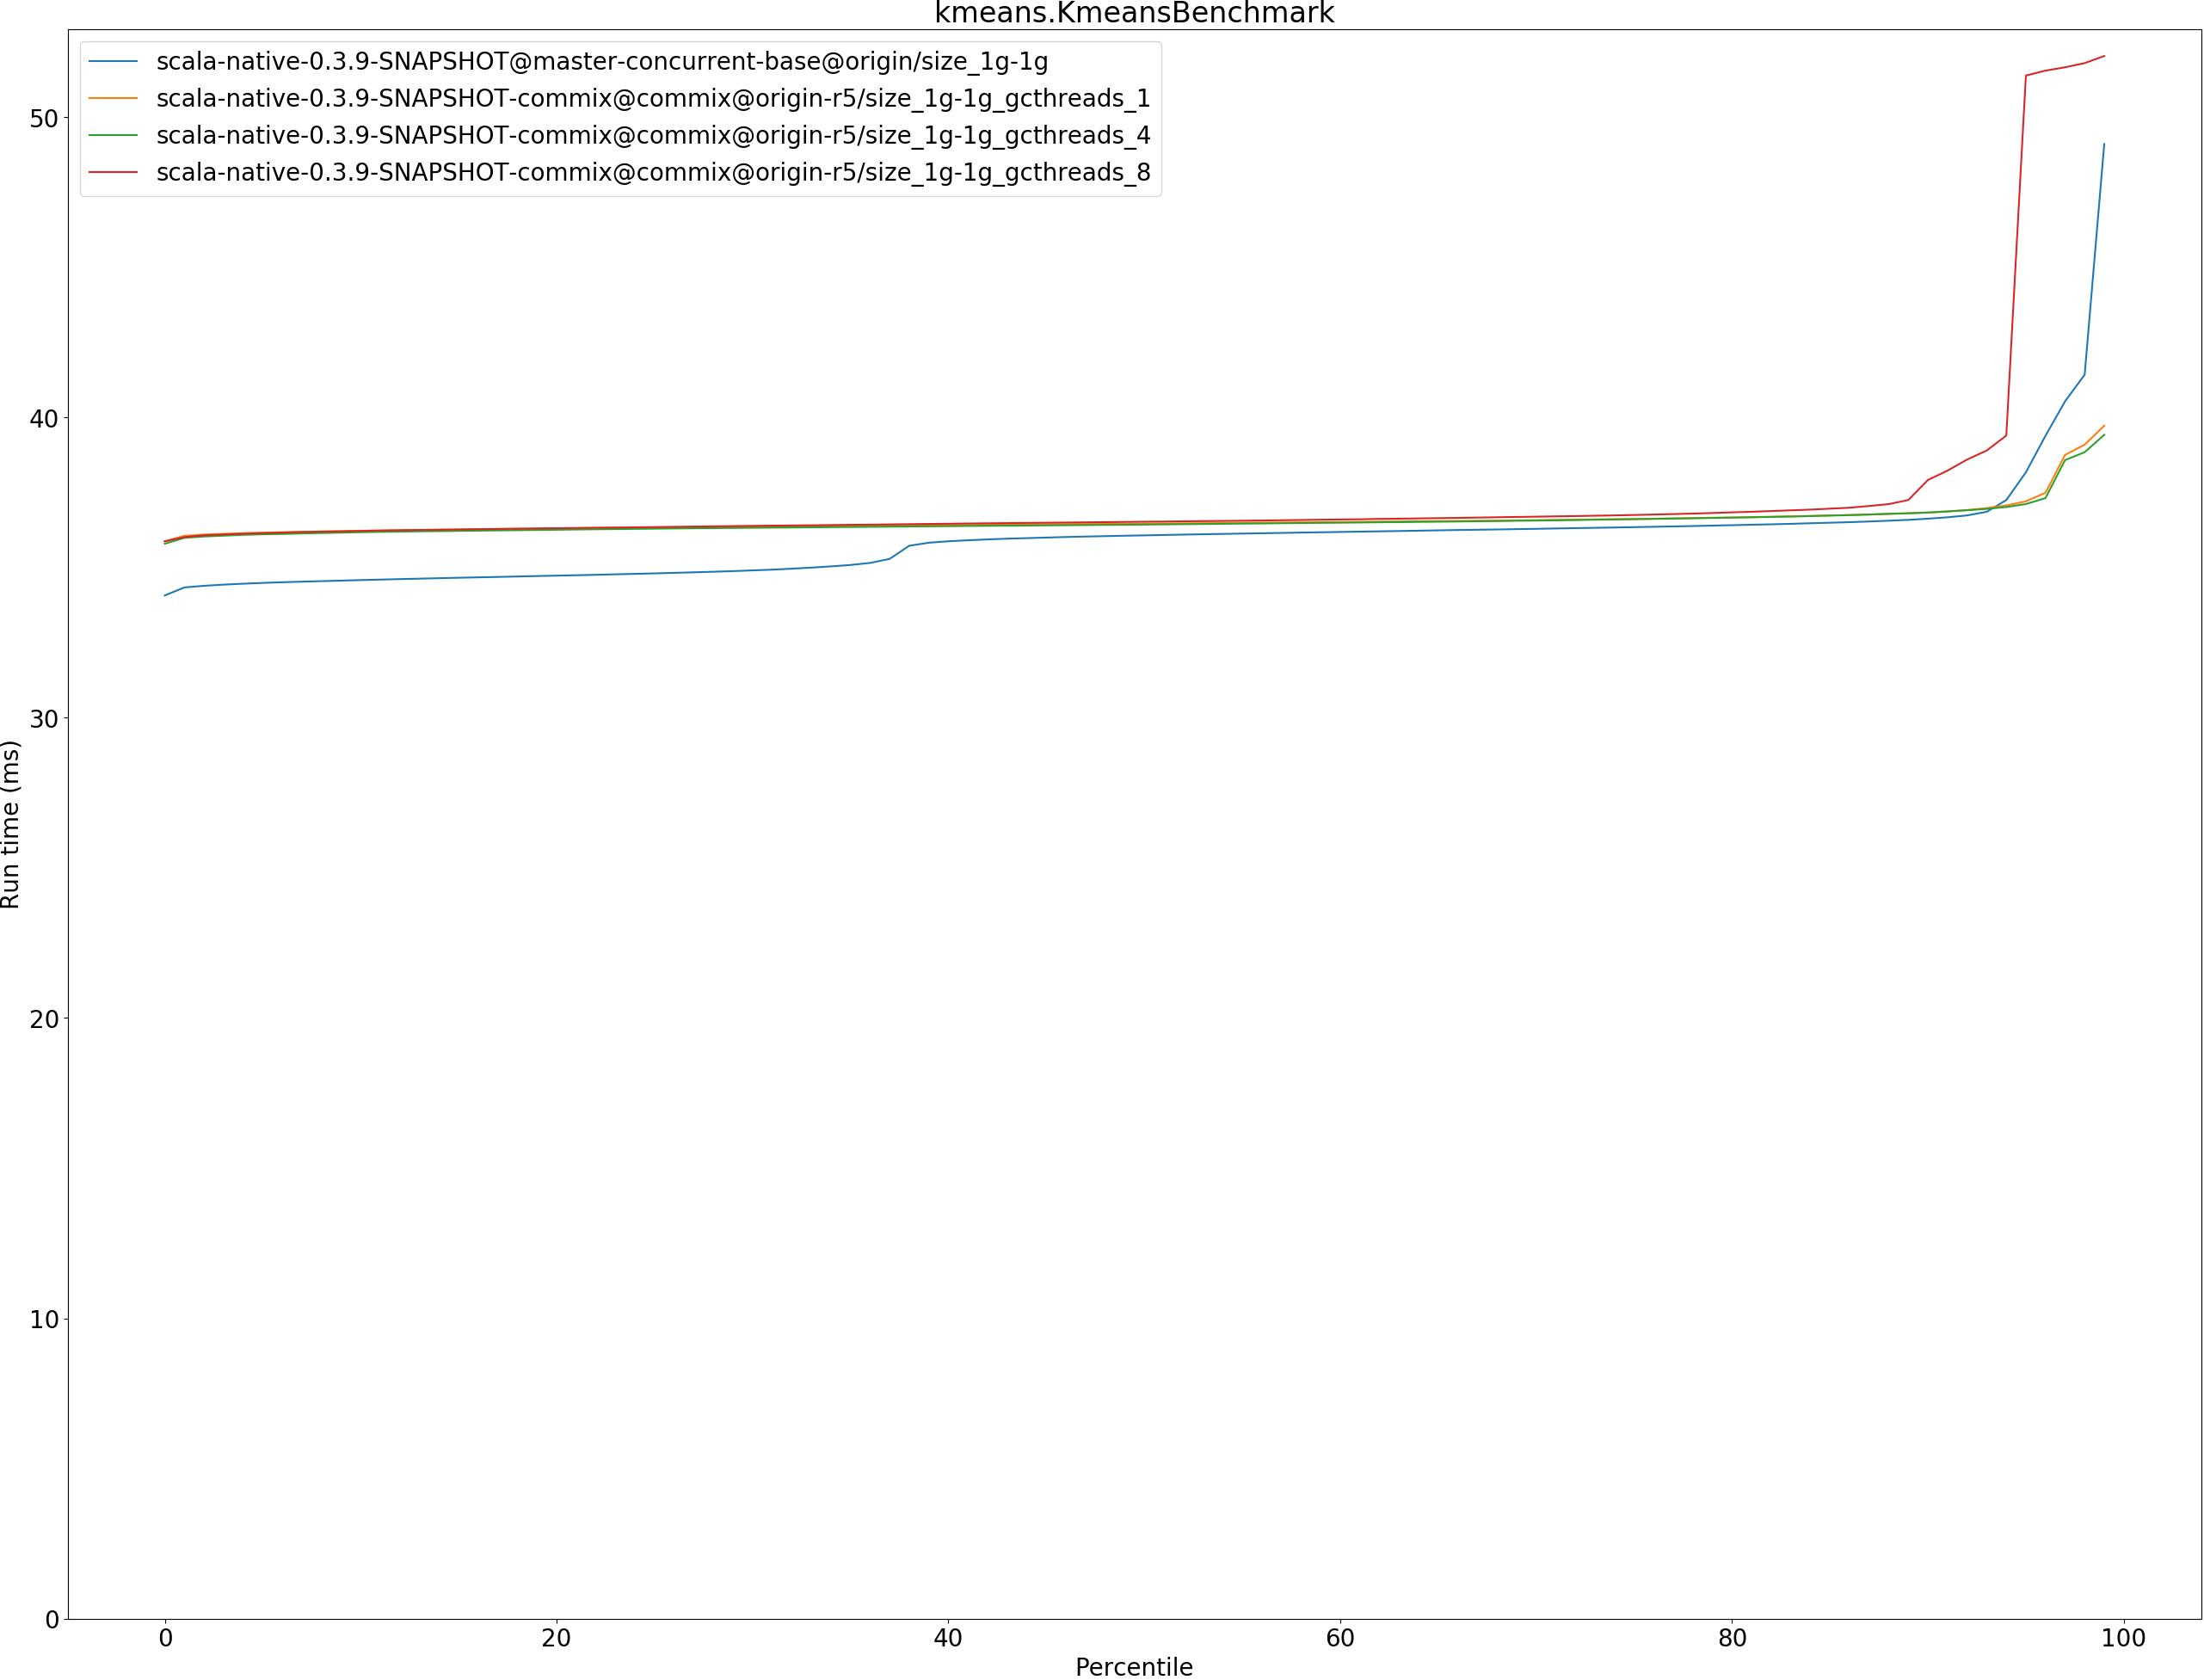 kmeans.KmeansBenchmark
scala-native-0.3.9-SNAPSHOT@master-concurrent-base@origin/size_1g-1g
scala-native-0.3.9-SNAPSHOT-commix@commix@origin-r5/size_1g-1g_gcthreads_1
scala-native-0.3.9-SNAPSHOT-commix@commix@origin-r5/size_1g-1g_gcthreads_4
scala-native-0.3.9-SNAPSHOT-commix@commix@origin-r5/size_1g-1g_gcthreads_8
50
40
30
20
10
0
Run time (ms)
0 20 40 60 80 100
Percentile